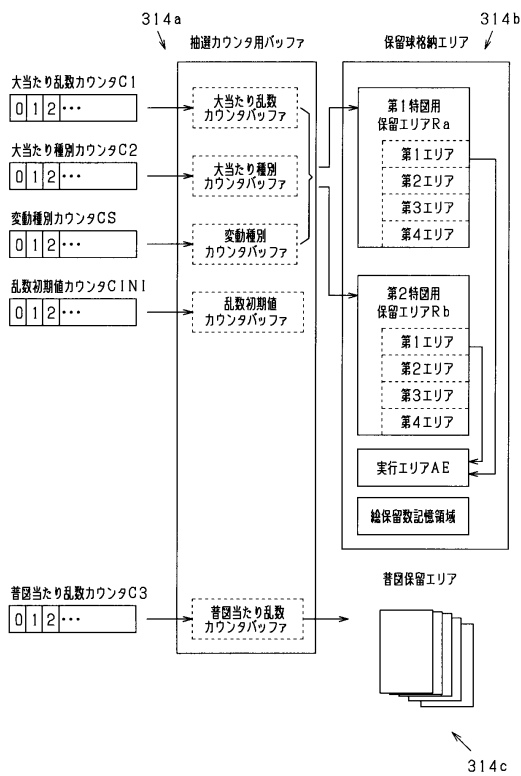 314a
314b
抽選カウンタ用バッファ
保留球格納エリア
大当たり乱数カウンタC1
0 1 2 ･･･
大当たり乱数
カウンタバッファ
第1特図用
保留エリアRa
第1エリア
第2エリア
第3エリア
第4エリア
大当たり種別カウンタC2
0 1 2 ･･･
大当たり種別
カウンタバッファ
変動種別カウンタCS
0 1 2 ･･･
変動種別
カウンタバッファ
乱数初期値カウンタCINI
0 1 2 ･･･
乱数初期値
カウンタバッファ
第2特図用
保留エリアRb
第1エリア
第2エリア
第3エリア
第4エリア
実行エリアAE
総保留数記憶領域
普図当たり乱数カウンタC3
0 1 2 ･･･
普図当たり乱数
カウンタバッファ
普図保留エリア
314c